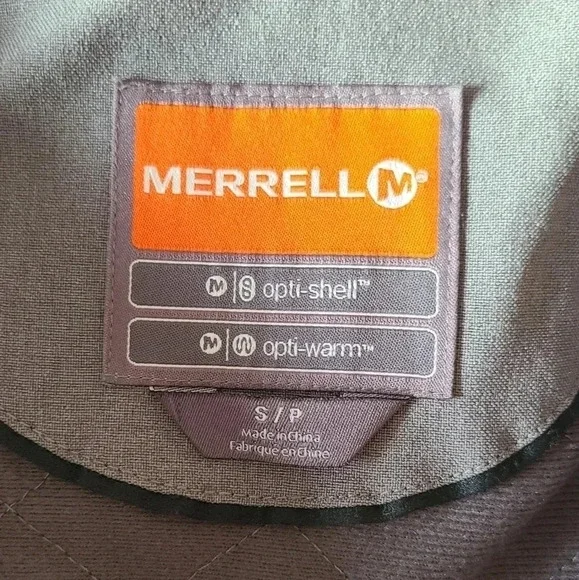 MERRELL M®
M opti-shell™
M opti-warm™
S / P
Made in China
Fabriqué en Chine